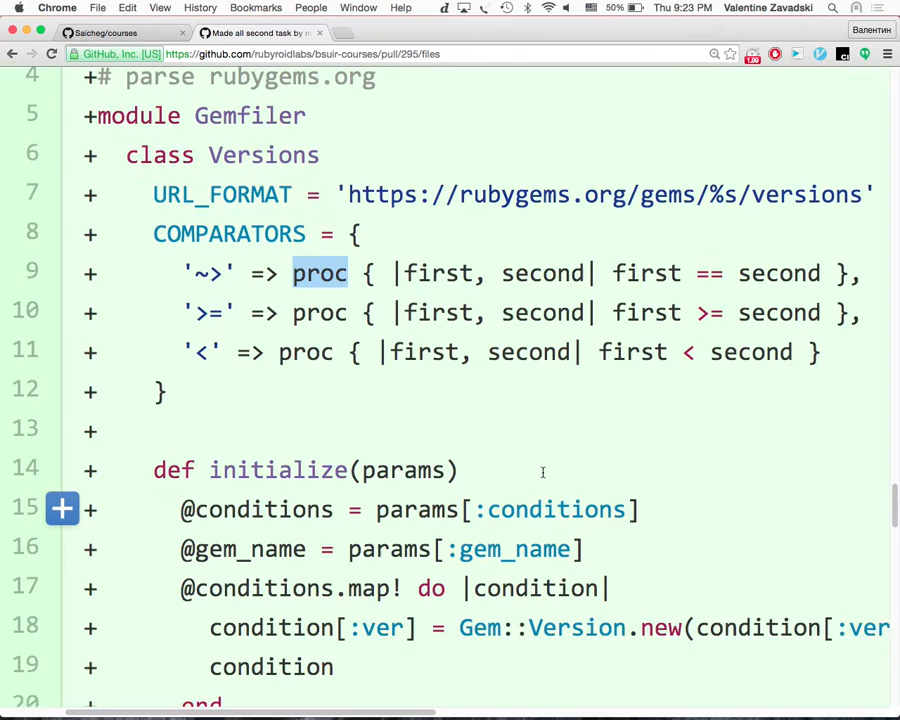 Chrome File Edit View History Bookmarks People Window Help 50% Thu 9:23 PM Valentine Zavadski
Saicheg/courses Made all second task by m Валентин
GitHub, Inc. [US] https://github.com/rubyroidlabs/bsuir-courses/pull/295/files
4 +# parse rubygems.org
5 +module Gemfiler
6 + class Versions
7 + URL_FORMAT = 'https://rubygems.org/gems/%s/versions'
8 + COMPARATORS = {
9 + '~>' => proc { |first, second| first == second },
10 + '>=' => proc { |first, second| first >= second },
11 + '<' => proc { |first, second| first < second }
12 + }
13 +
14 + def initialize(params)
15 + @conditions = params[:conditions]
16 + @gem_name = params[:gem_name]
17 + @conditions.map! do |condition|
18 + condition[:ver] = Gem::Version.new(condition[:ver
19 + condition
20 + end